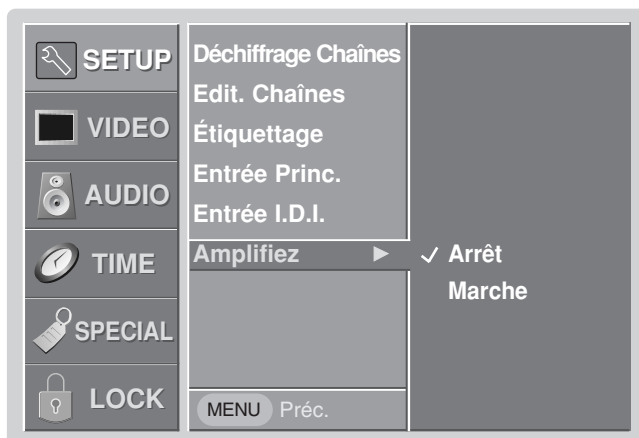 SETUP
VIDEO
AUDIO
TIME
SPECIAL
LOCK
Déchiffrage Chaînes
Edit. Chaînes
Étiquettage
Entrée Princ.
Entrée I.D.I.
Amplifiez ►
MENU Préc.
✓ Arrêt
Marche